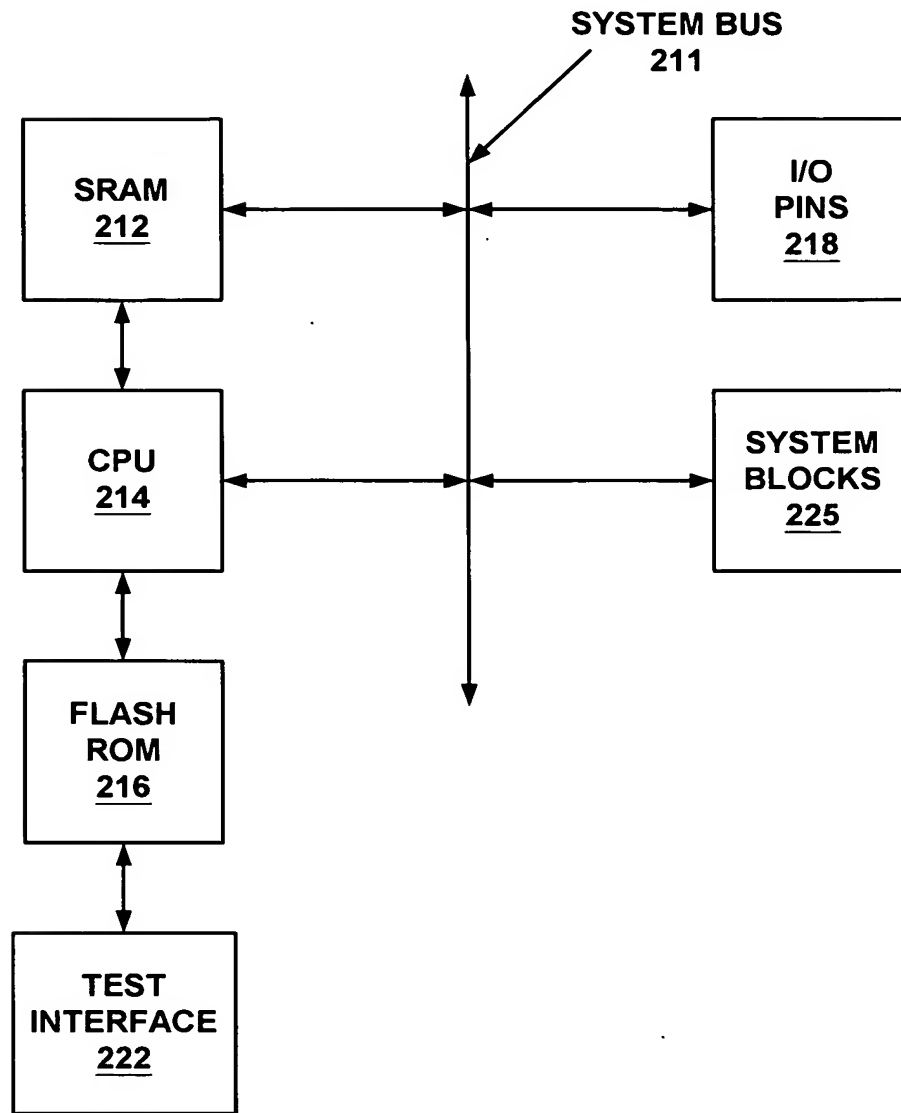 SYSTEM BUS
211
SRAM
212
I/O
PINS
218
CPU
214
SYSTEM
BLOCKS
225
FLASH
ROM
216
TEST
INTERFACE
222